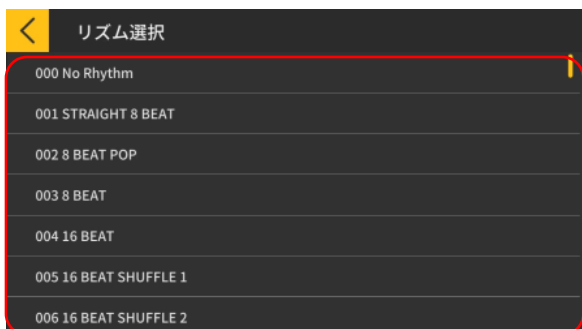 リズム選択
000 No Rhythm
001 STRAIGHT 8 BEAT
002 8 BEAT POP
003 8 BEAT
004 16 BEAT
005 16 BEAT SHUFFLE 1
006 16 BEAT SHUFFLE 2